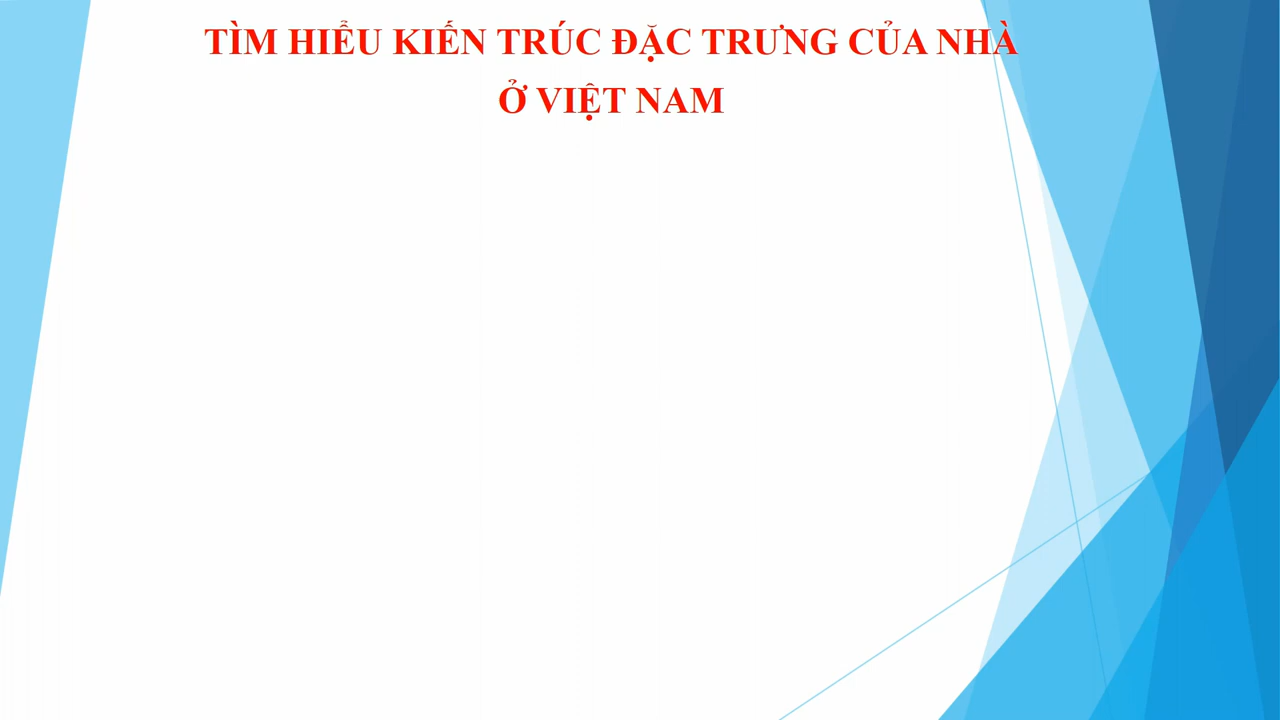 TÌM HIỂU KIẾN TRÚC ĐẶC TRƯNG CỦA NHÀ
Ở VIỆT NAM